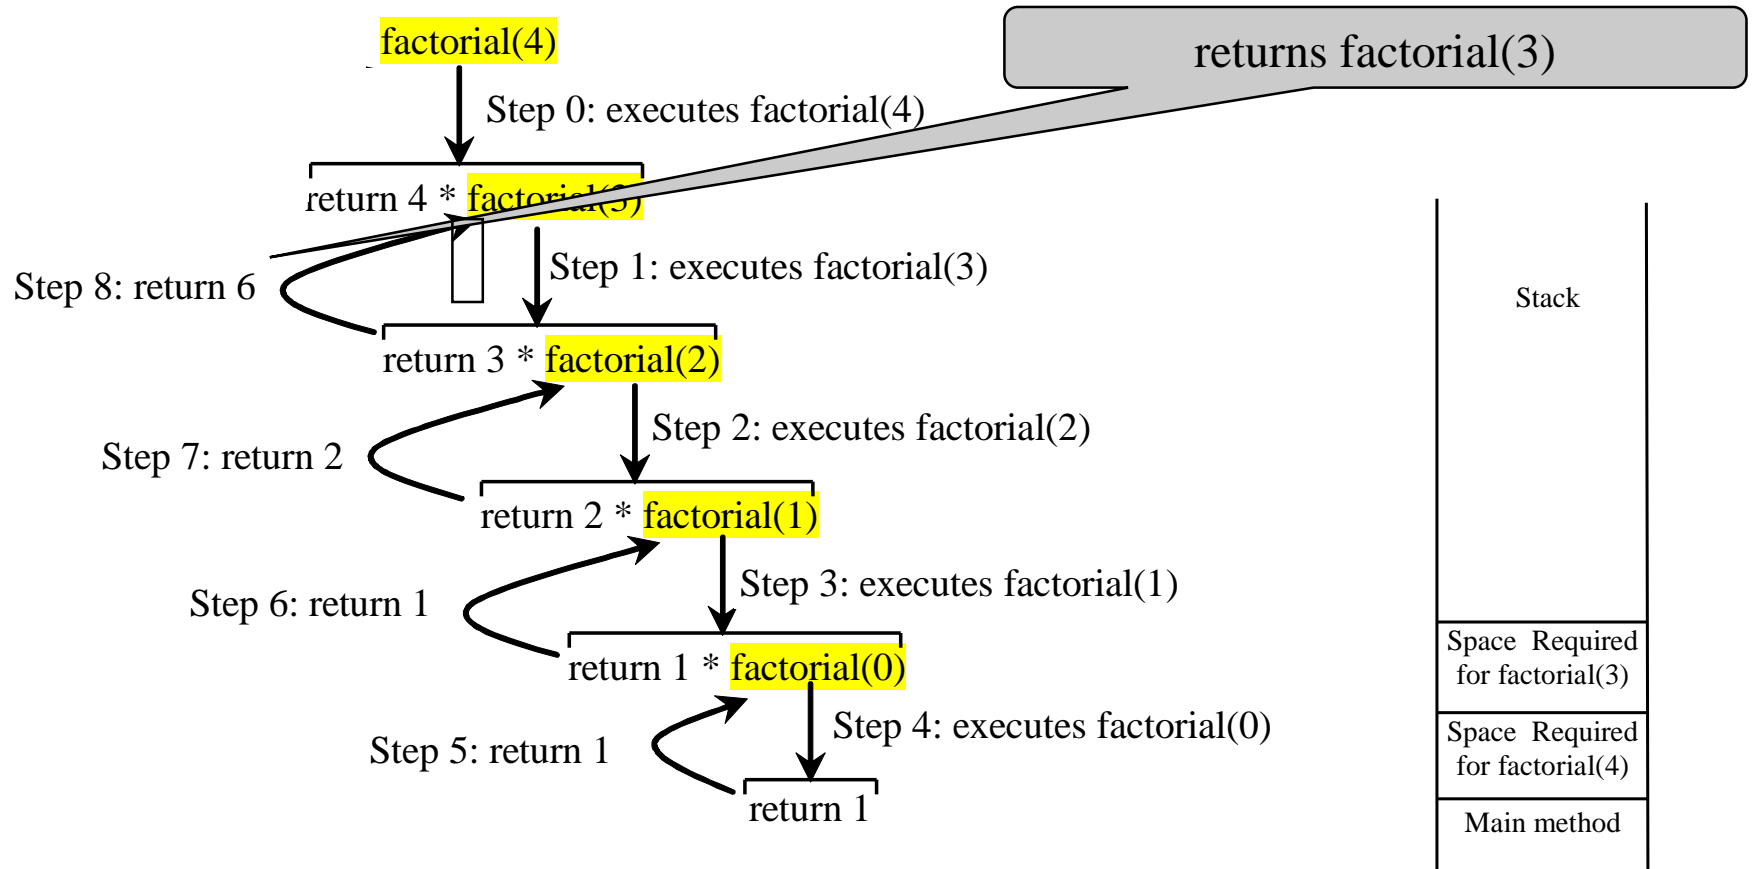 factorial(4)
returns factorial(3)
Step 0: executes factorial(4)
return 4 * factorial(3)
Step 1: executes factorial(3)
Step 8: return 6
Stack
return 3 * factorial(2)
Step 2: executes factorial(2)
Step 7: return 2
return 2 * factorial(1)
Step 3: executes factorial(1)
Step 6: return 1
return 1 * factorial(0)
Space Required
for factorial(3)
Step 4: executes factorial(0)
Step 5: return 1
Space Required
for factorial(4)
return 1
Main method